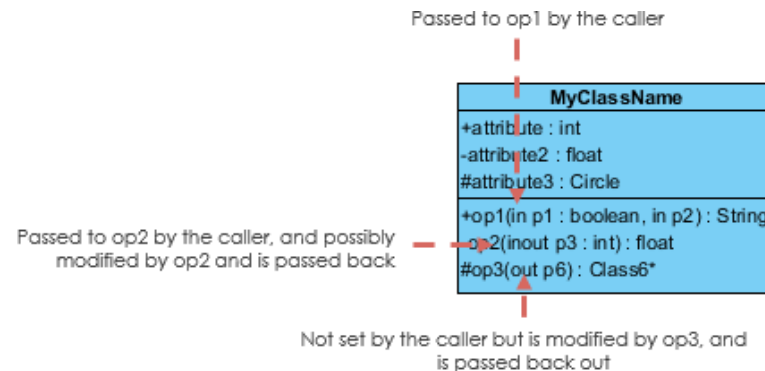 Passed to op1 by the caller
MyClassName
+attribute : int
-attribute2 : float
#attribute3 : Circle
+op1(in p1 : boolean, in p2) : String
Passed to op2 by the caller, and possibly
modified by op2 and is passed back
op2(inout p3 : int) : float
#op3(out p6) : Class6*
Not set by the caller but is modified by op3, and
is passed back out